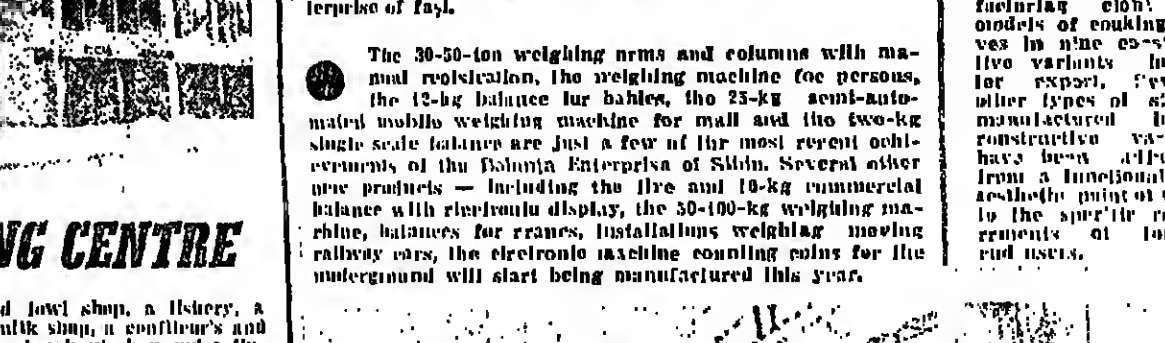 terprise of Iaşi.
The 30-50-ton weighing arms and columns with ma-
nual registration, the weighing machine for persons,
the 12-kg balance for babies, the 25-kg semi-auto-
mated mobile weighing machine for mail and the two-kg
single scale balance are just a few of the most recent achi-
evements of the Balanţa Enterprise of Sibiu. Several other
new products — including the five and 10-kg commercial
balance with electronic display, the 50-100-kg weighing ma-
chine, balances for cranes, installations weighing moving
railway cars, the electronic machine counting coins for the
underground will start being manufactured this year.
NG CENTRE
d fowl shop, a fishery, a
milk shop, a confitur's and
models of cooking
ves in nine
tive variants
for export.
other types of
manufactured
constructive va-
have been
from a functional
aesthetic point of
to the specific
rements of
end users.